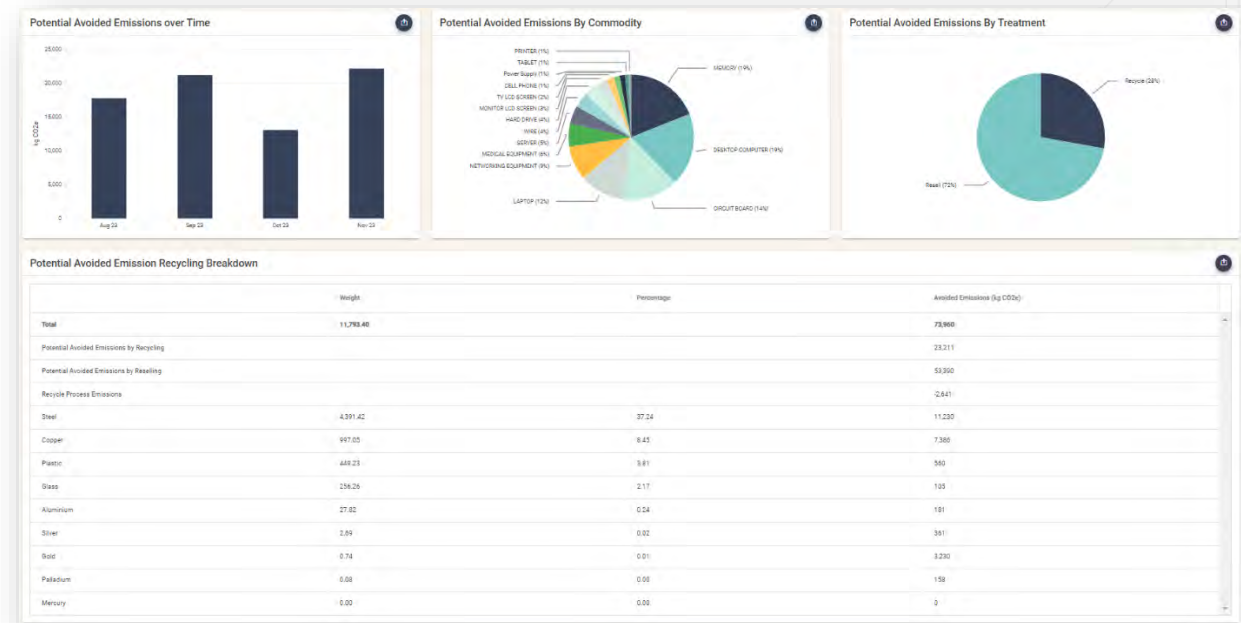 Potential Avoided Emissions over Time
25,000
20,000
15,000
10,000
5,000
0
kg CO2e
Aug 23
Sep 23
Oct 23
Nov 23
Potential Avoided Emissions By Commodity
PRINTER (1%)
TABLET (1%)
Power Supply (1%)
CELL PHONE (1%)
TV LCD SCREEN (2%)
MONITOR LCD SCREEN (3%)
HARD DRIVE (4%)
WIRE (4%)
SERVER (5%)
MEDICAL EQUIPMENT (6%)
NETWORKING EQUIPMENT (9%)
LAPTOP (12%)
MEMORY (19%)
DESKTOP COMPUTER (19%)
CIRCUIT BOARD (14%)
Potential Avoided Emissions By Treatment
Recycle (28%)
Resell (72%)
Potential Avoided Emission Recycling Breakdown
Weight Percentage Avoided Emissions (kg CO2e)
Total 11,793.40 73,960
Potential Avoided Emissions by Recycling 23,211
Potential Avoided Emissions by Reselling 53,390
Recycle Process Emissions -2,641
Steel 4,391.42 37.24 11,230
Copper 997.05 8.45 7,386
Plastic 449.23 3.81 560
Glass 256.26 2.17 105
Aluminium 27.82 0.24 181
Silver 2.69 0.02 361
Gold 0.74 0.01 3,230
Palladium 0.08 0.00 158
Mercury 0.00 0.00 0